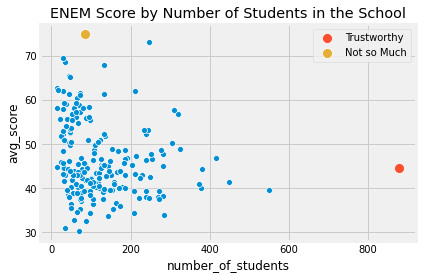 ENEM Score by Number of Students in the School
Trustworthy
Not so Much
avg_score
70
60
50
40
30
0
200
400
600
800
number_of_students